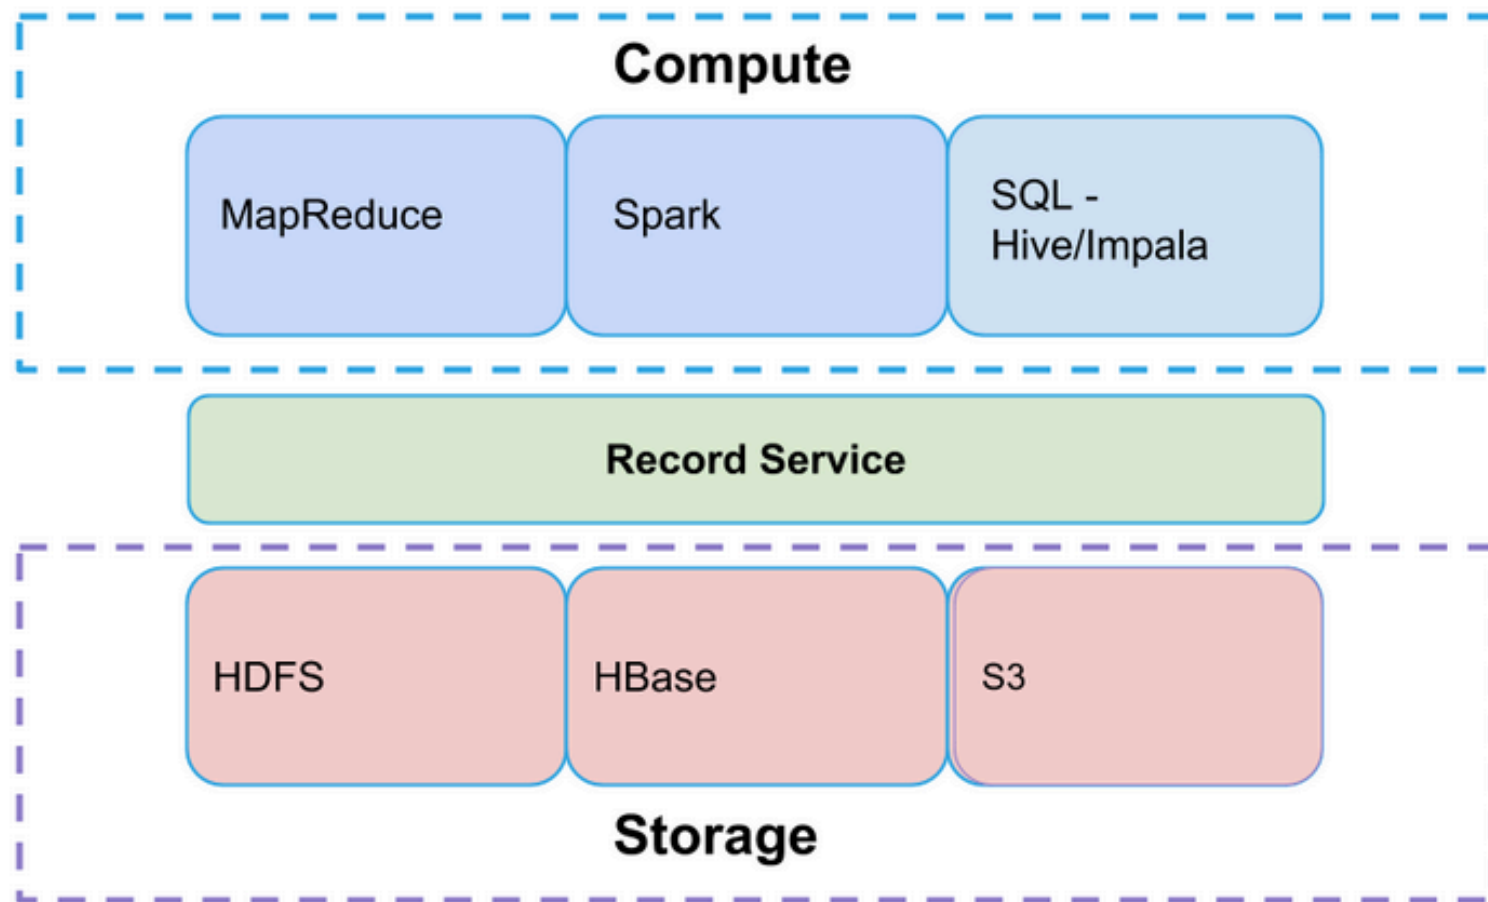 Compute
MapReduce
Spark
SQL -
Hive/Impala
Record Service
HDFS
HBase
S3
Storage